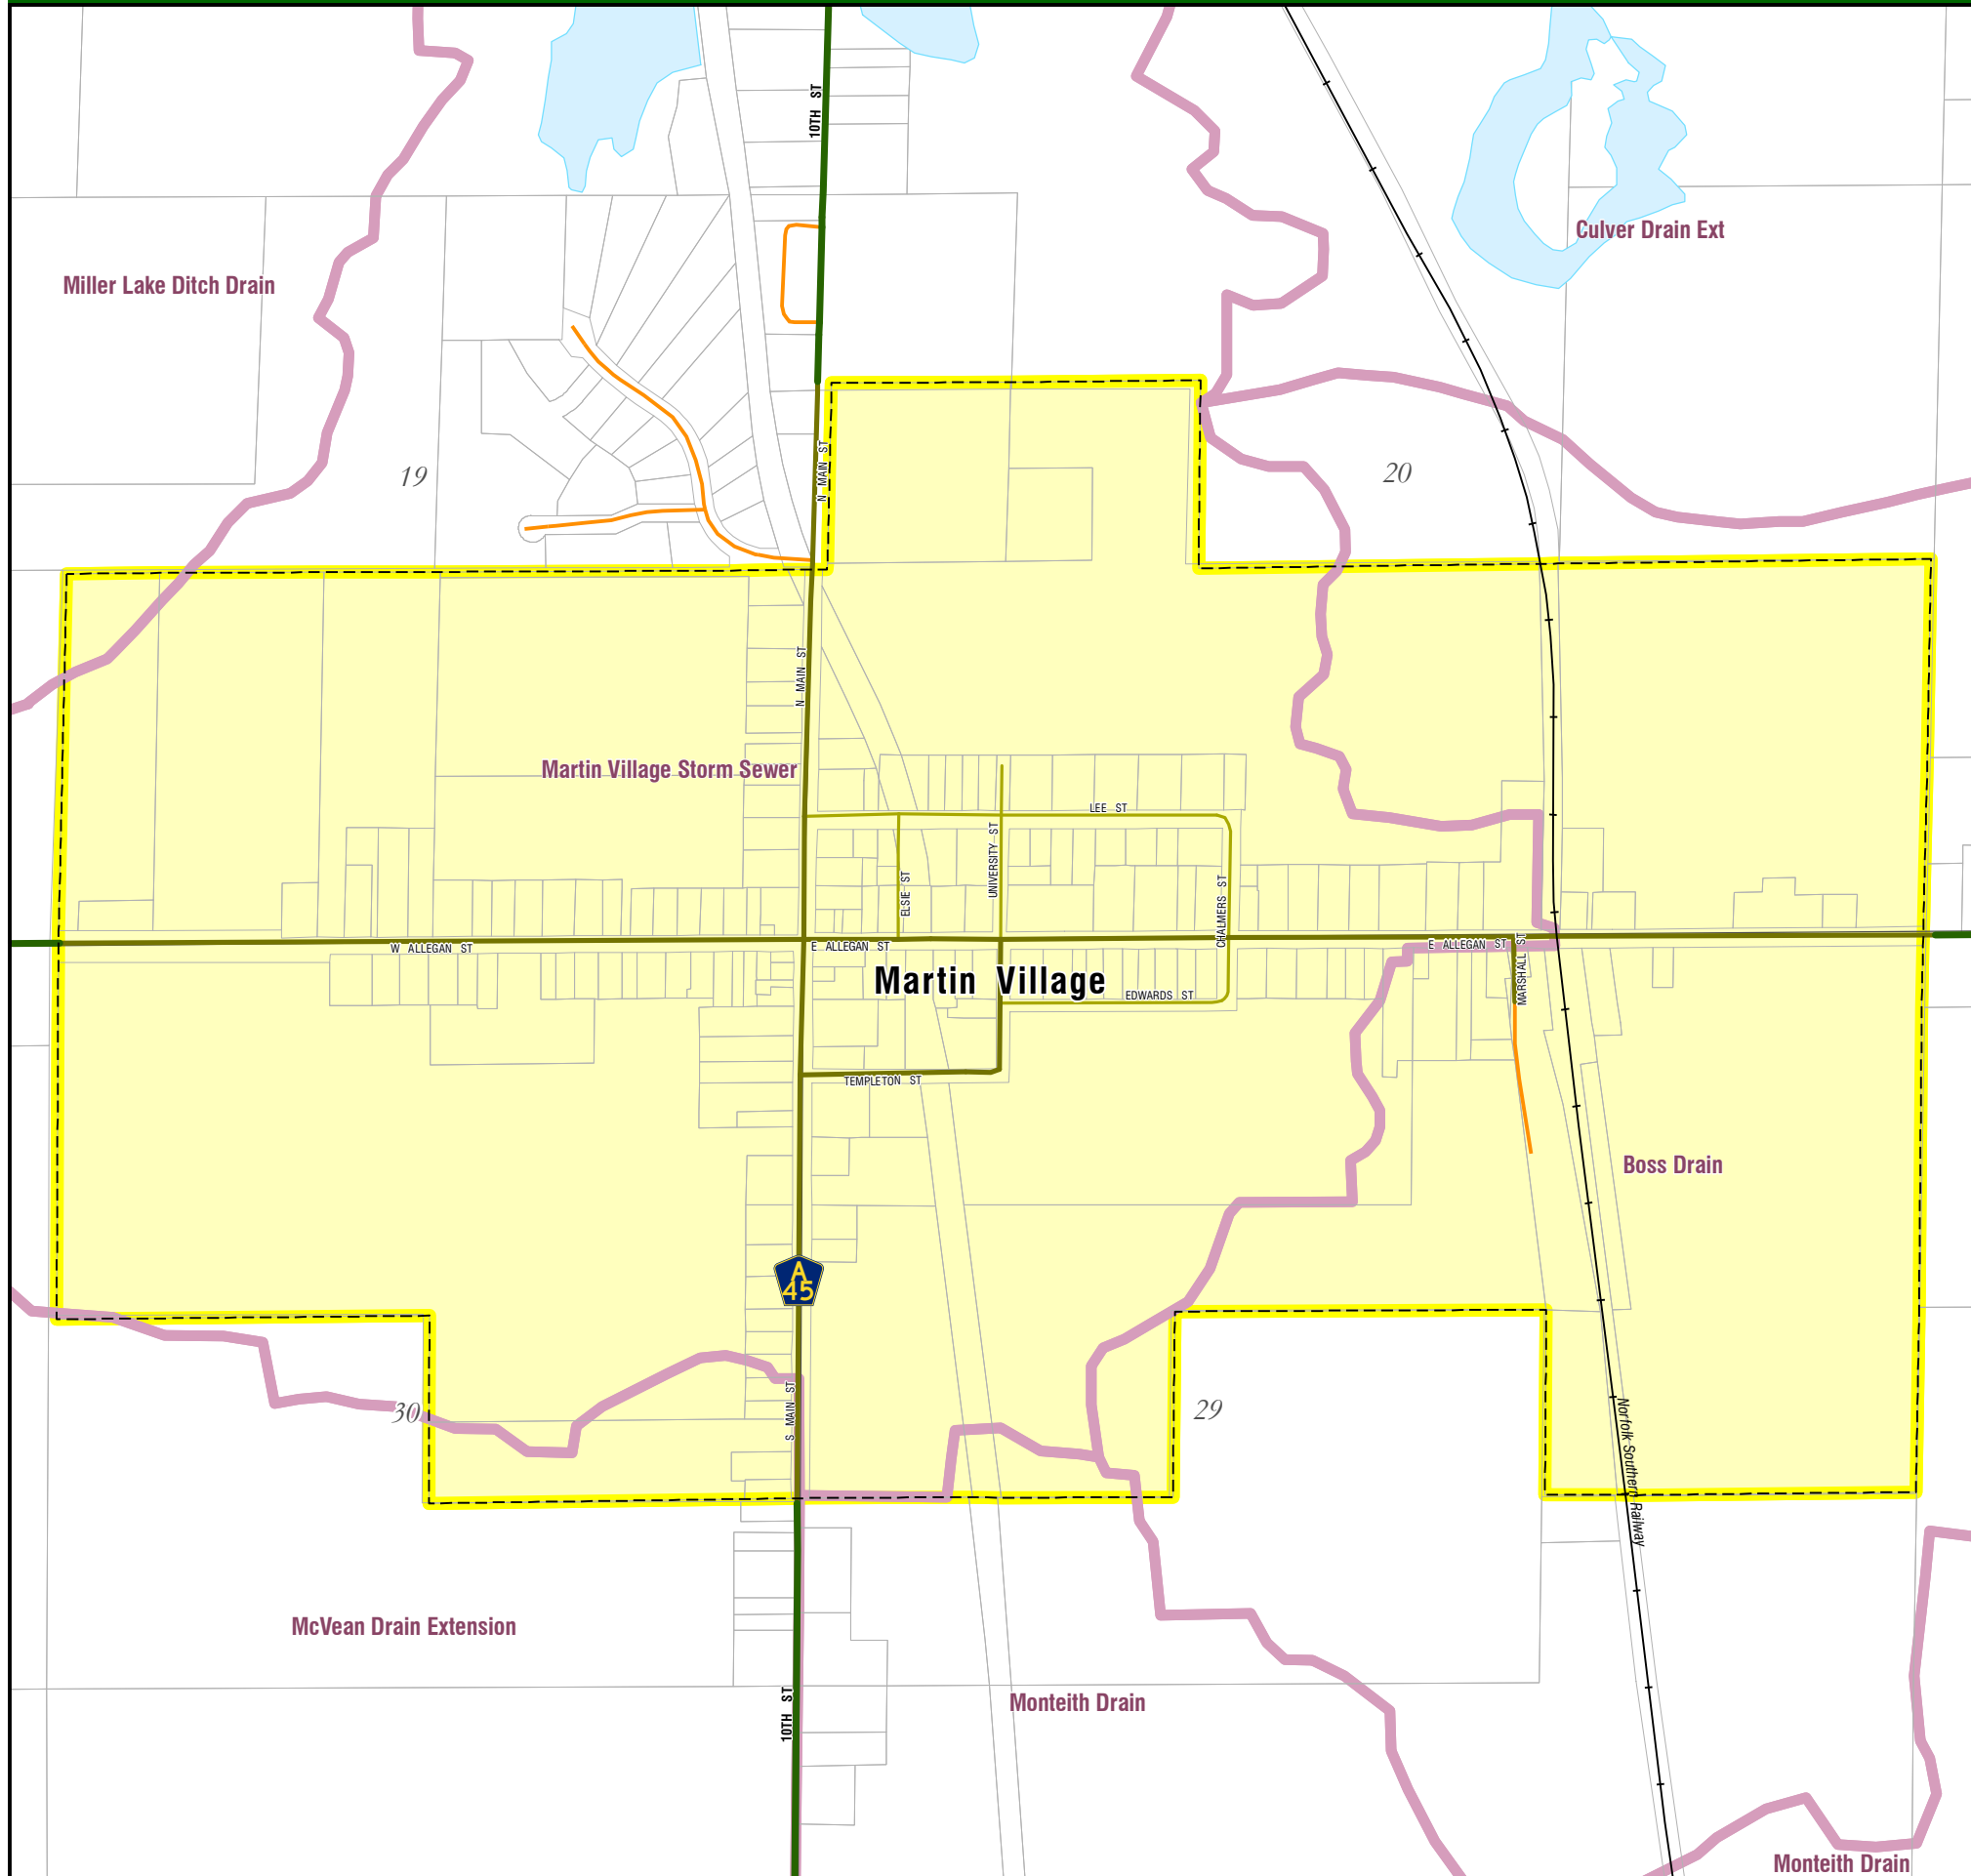 10TH ST
Culver Drain Ext
Miller Lake Ditch Drain
19
20
N MAIN ST
N MAIN ST
Martin Village Storm Sewer
LEE ST
UNIVERSITY ST
ELSIE ST
CHALMERS ST
W ALLEGAN ST
E ALLEGAN ST
E ALLEGAN ST
MARSHALL ST
Martin Village
EDWARDS ST
TEMPLETON ST
Boss Drain
A
45
S MAIN ST
30
29
Norfolk Southern Railway
McVean Drain Extension
10TH ST
Monteith Drain
Monteith Drain